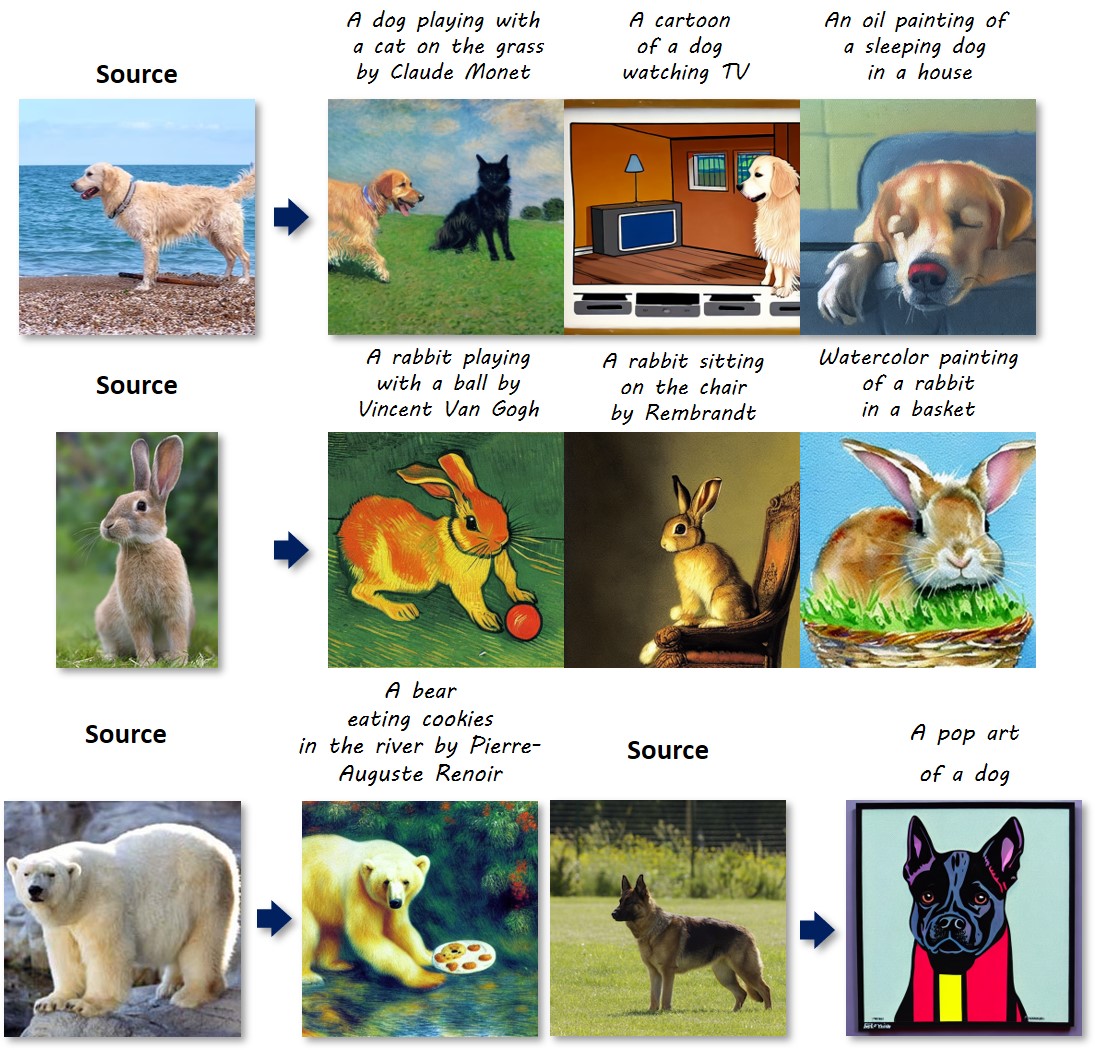 Source
A dog playing with
a cat on the grass
by Claude Monet
A cartoon
of a dog
watching TV
An oil painting of
a sleeping dog
in a house
Source
A rabbit playing
with a ball by
Vincent Van Gogh
A rabbit sitting
on the chair
by Rembrandt
Watercolor painting
of a rabbit
in a basket
Source
A bear
eating cookies
in the river by Pierre-
Auguste Renoir
Source
A pop art
of a dog